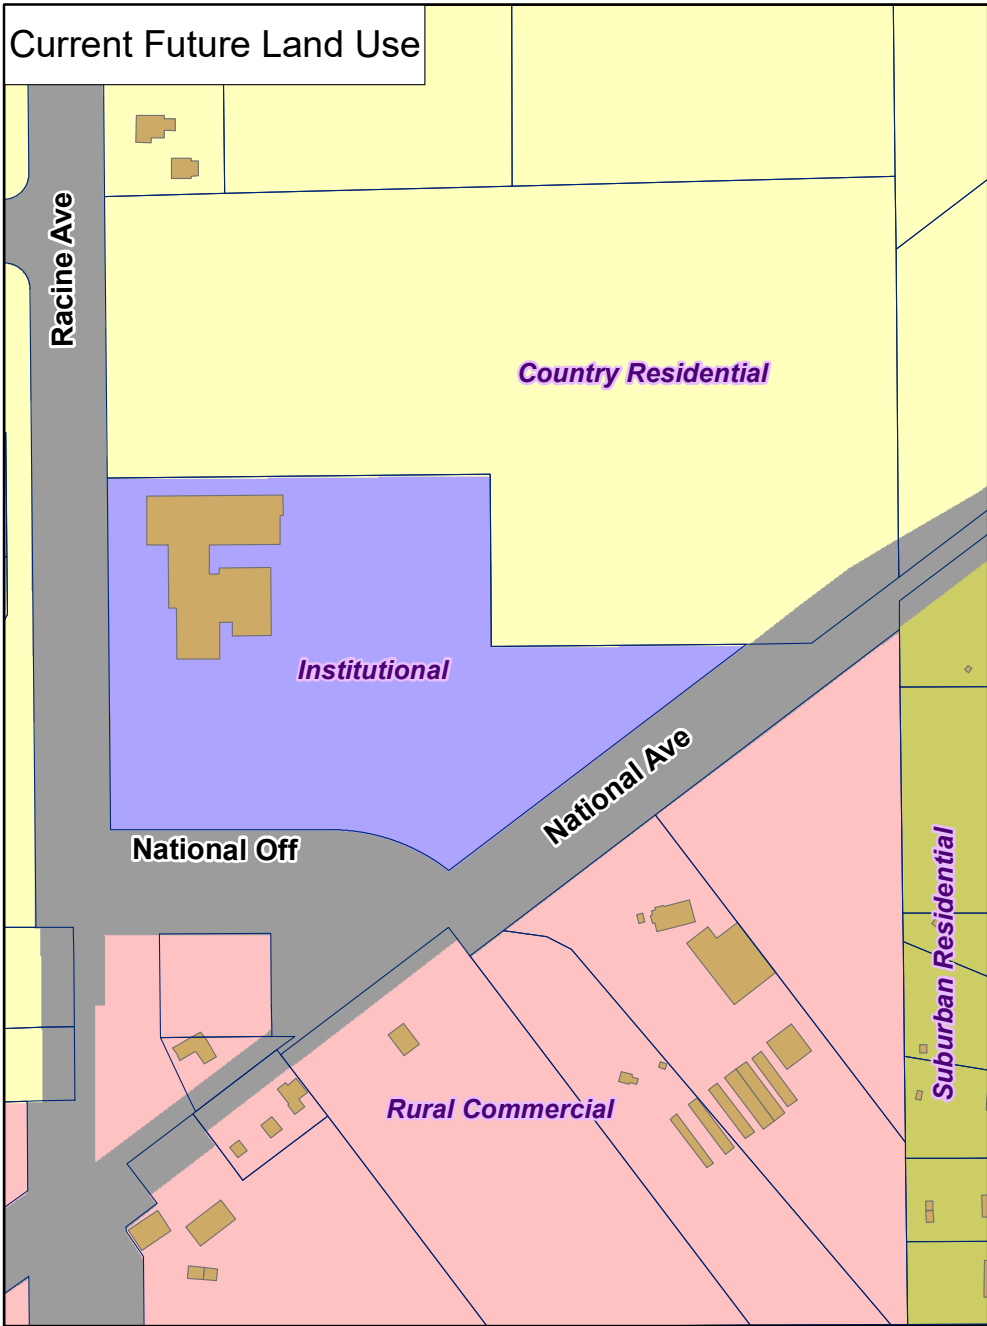 Current Future Land Use
Racine Ave
Country Residential
Institutional
National Ave
National Off
Suburban Residential
Rural Commercial